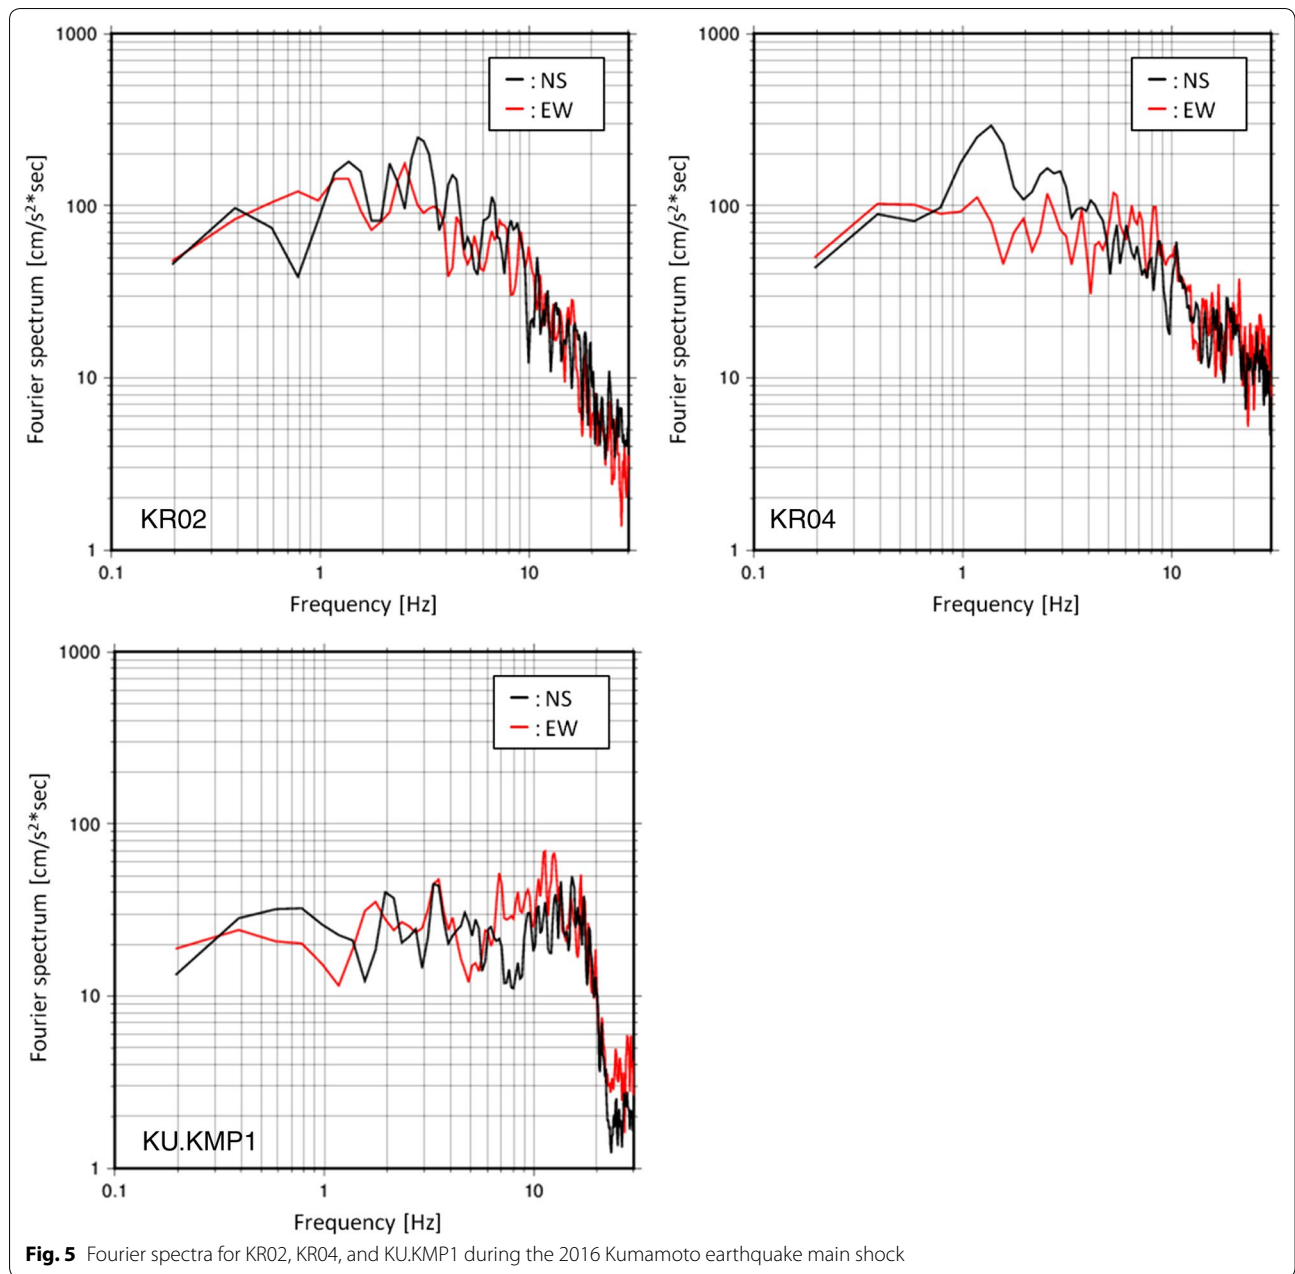 1000
100
10
1
0.1
1
10
Fourier spectrum [cm/s²*sec]
Frequency [Hz]
: NS
: EW
KR02
1000
100
10
1
0.1
1
10
Fourier spectrum [cm/s²*sec]
Frequency [Hz]
: NS
: EW
KR04
1000
100
10
1
0.1
1
10
Fourier spectrum [cm/s²*sec]
Frequency [Hz]
: NS
: EW
KU.KMP1
Fig. 5 Fourier spectra for KR02, KR04, and KU.KMP1 during the 2016 Kumamoto earthquake main shock